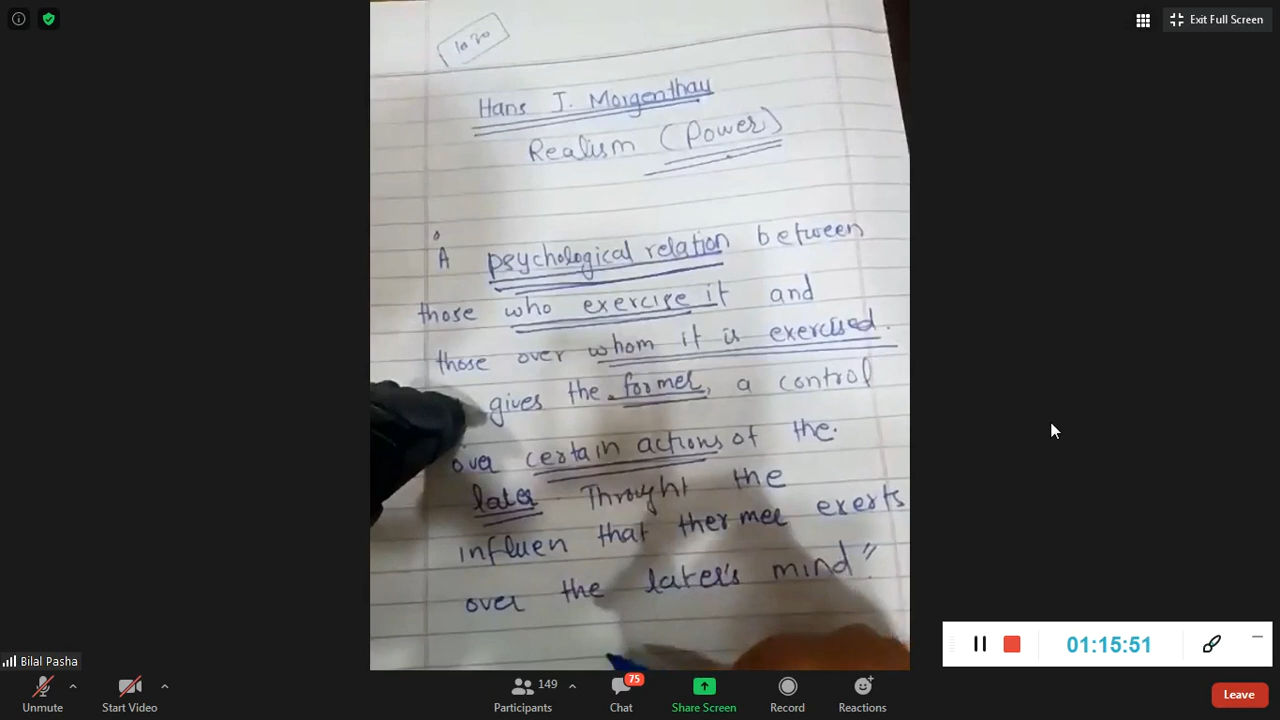 Exit Full Screen
Hans J. Morgenthau
Realism (Power)
A psychological relation between
those who exercise it and
those over whom it is exercised.
gives the former, a control
over certain actions of the
later Throught the
influen that thermer exerts
over the later's mind"
01:15:51
Bilal Pasha
Unmute
Start Video
149
Participants
75
Chat
Share Screen
Record
Reactions
Leave